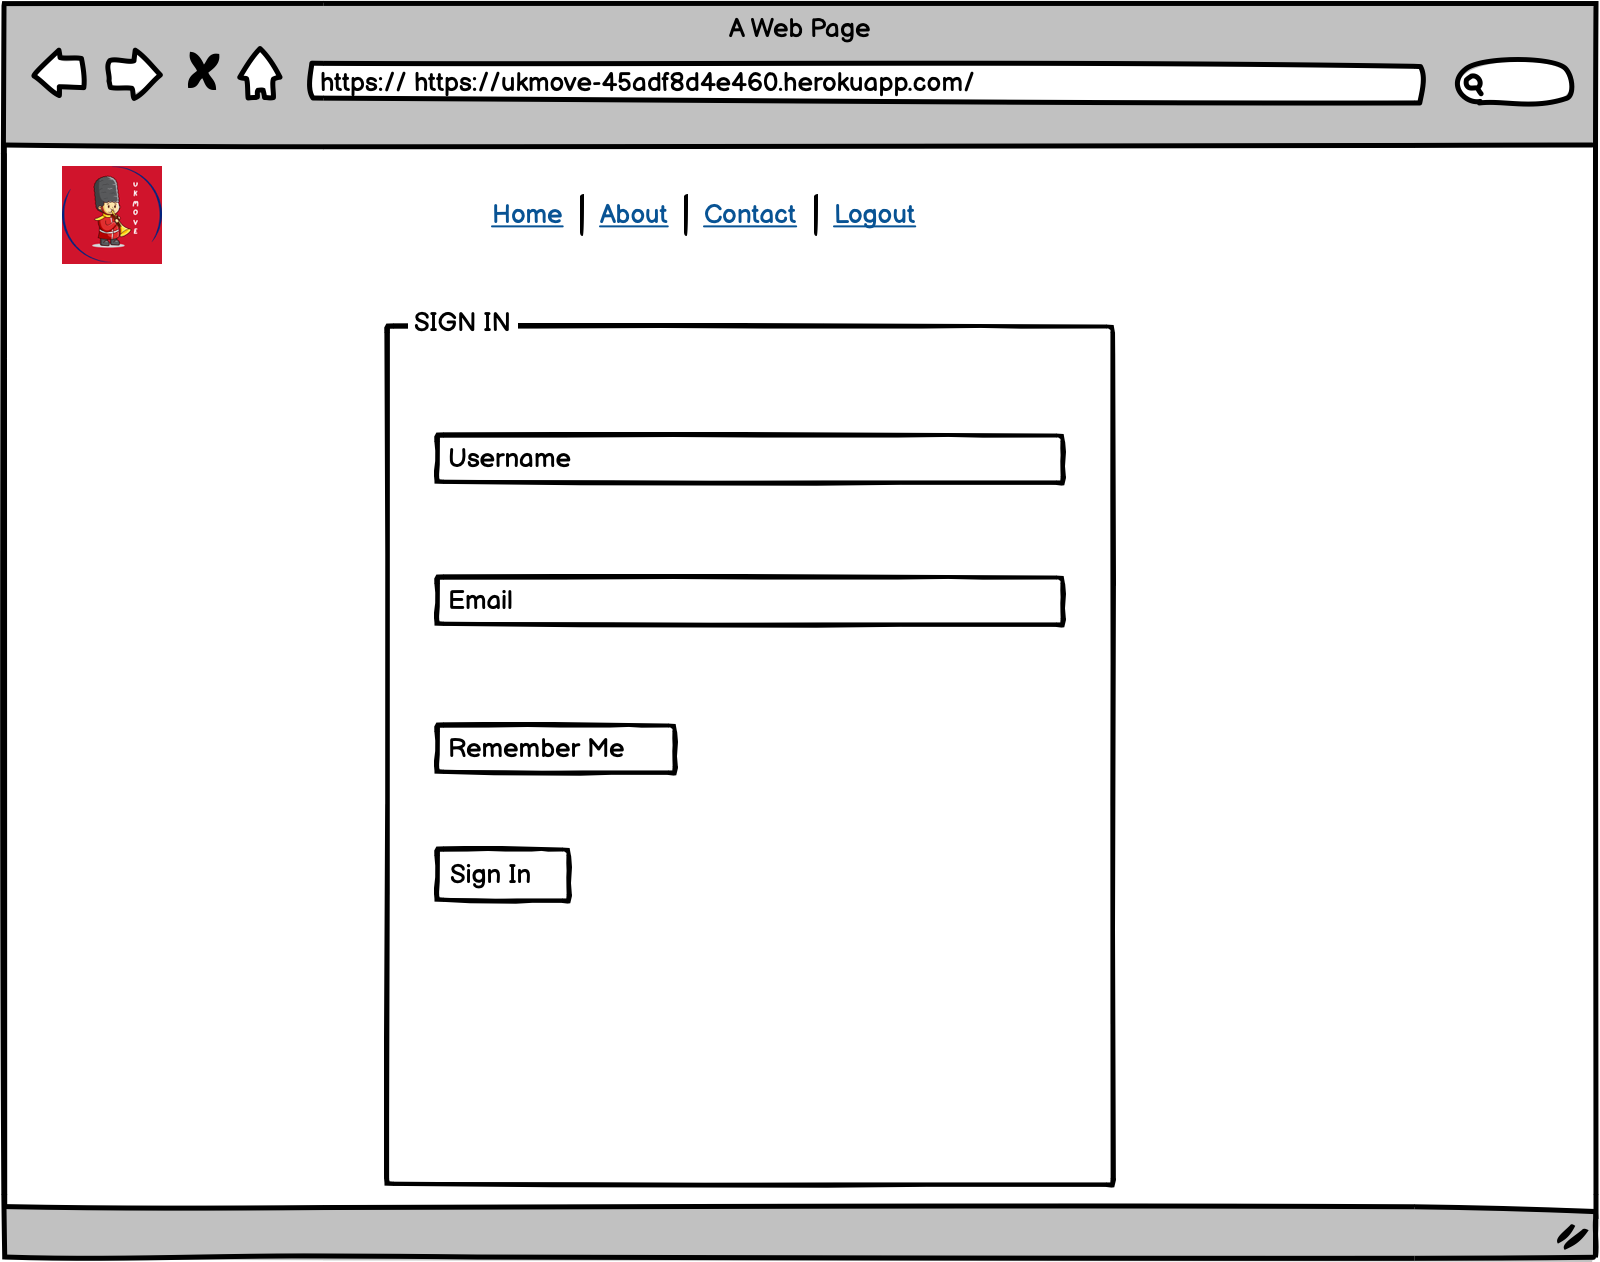 A Web Page
https:// https://ukmove-45adf8d4e460.herokuapp.com/
UKMOVE
Home About Contact Logout
SIGN IN
Username
Email
Remember Me
Sign In